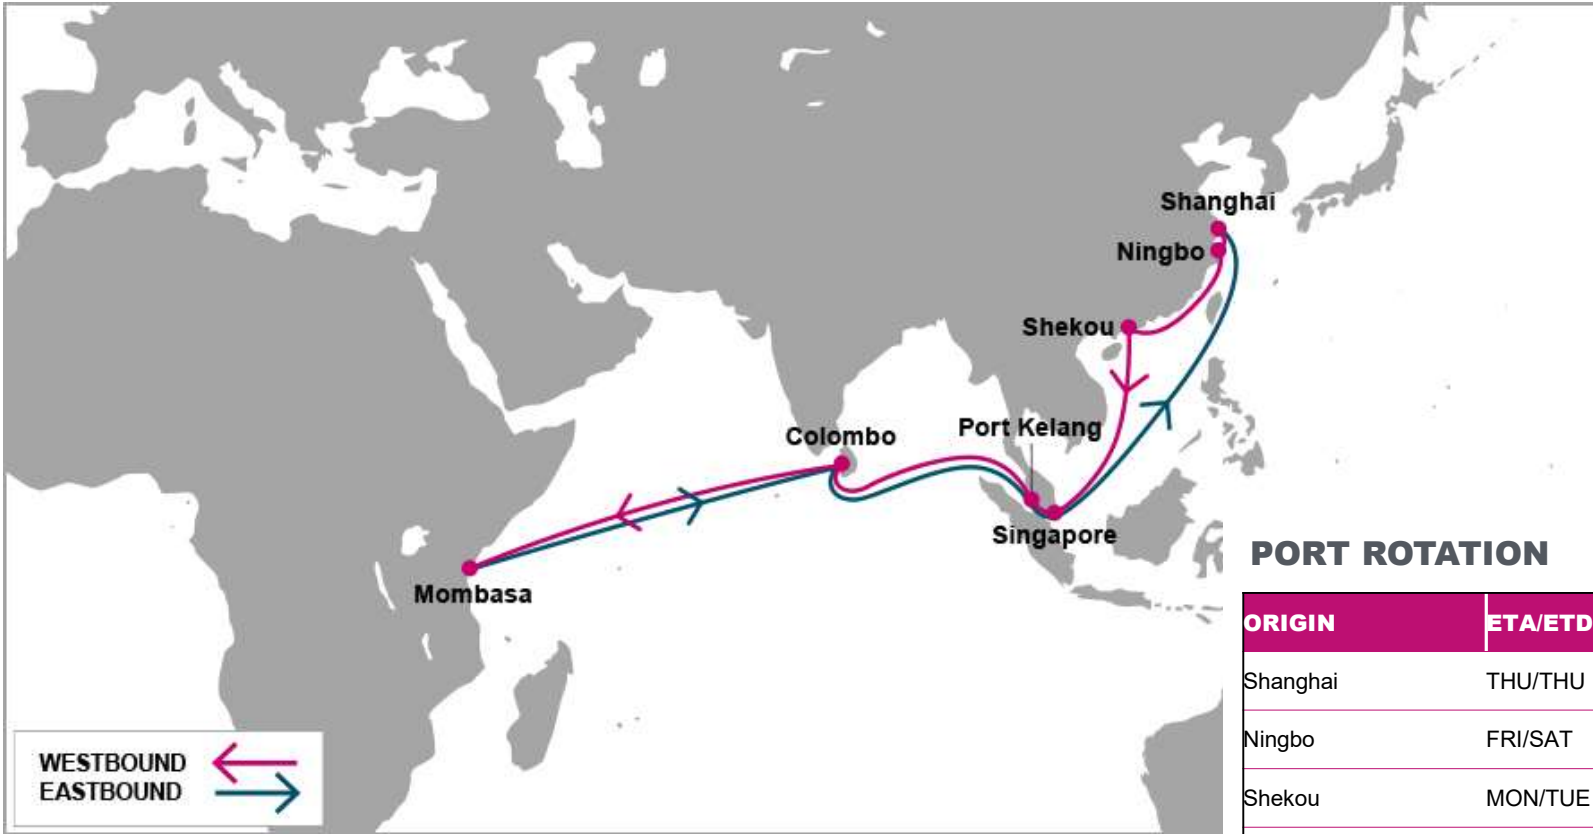 Shanghai
Ningbo
Shekou
Port Kelang
Colombo
Singapore
Mombasa
WESTBOUND
EASTBOUND
PORT ROTATION
ORIGIN ETA/ETD
Shanghai THU/THU
Ningbo FRI/SAT
Shekou MON/TUE